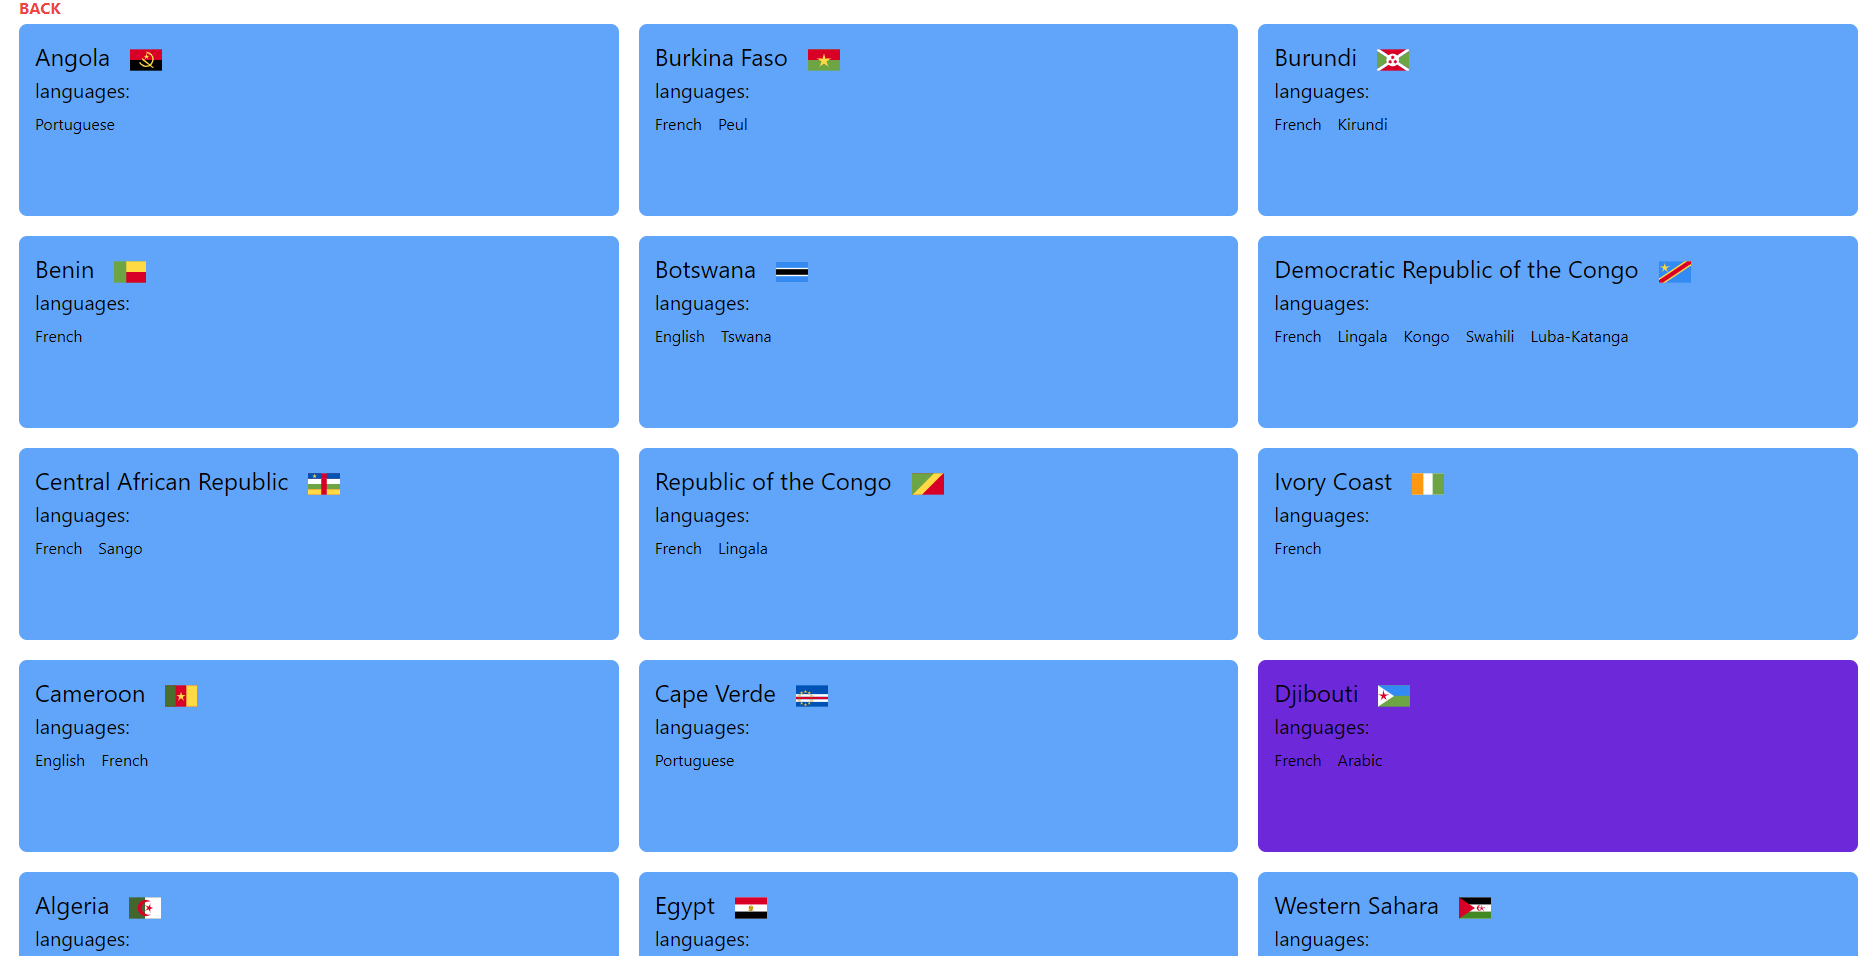 BACK
Angola
languages:
Portuguese
Burkina Faso
languages:
French Peul
Burundi
languages:
French Kirundi
Benin
languages:
French
Botswana
languages:
English Tswana
Democratic Republic of the Congo
languages:
French Lingala Kongo Swahili Luba-Katanga
Central African Republic
languages:
French Sango
Republic of the Congo
languages:
French Lingala
Ivory Coast
languages:
French
Cameroon
languages:
English French
Cape Verde
languages:
Portuguese
Djibouti
languages:
French Arabic
Algeria
languages:
Egypt
languages:
Western Sahara
languages: